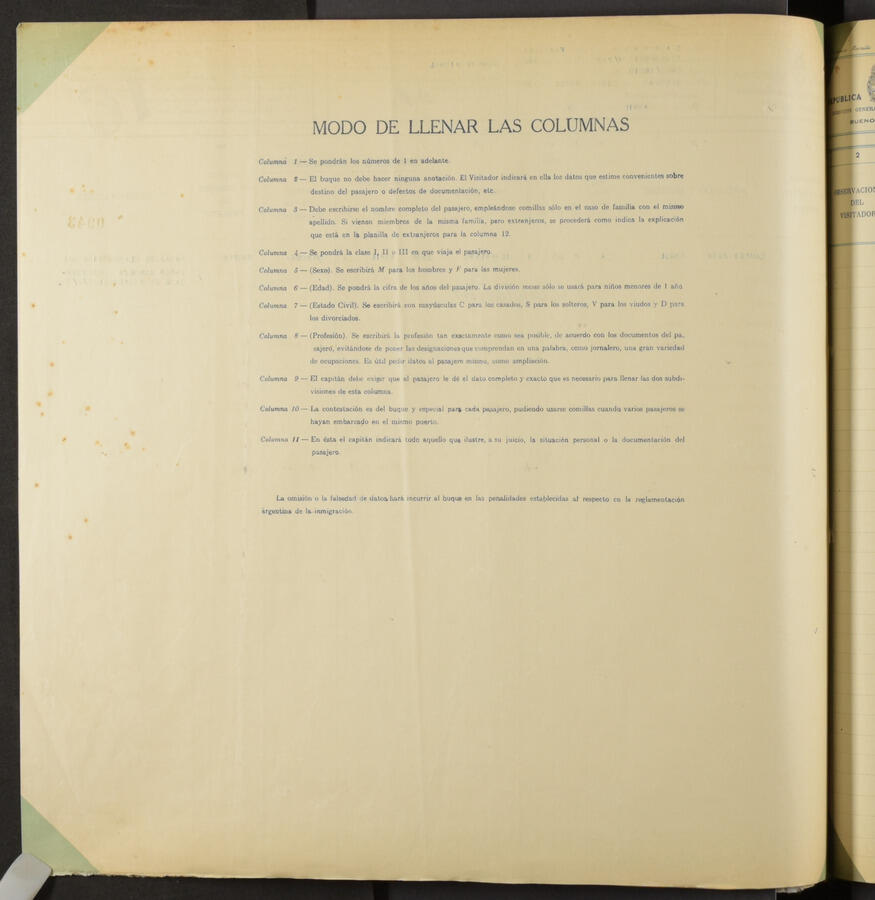 MODO DE LLENAR LAS COLUMNAS
Columna 1 — Se pondrán los números de 1 en adelante.
Columna 2 — El buque no debe hacer ninguna anotación. El Visitador indicará en ella los datos que estime convenientes sobre
destino del pasajero o defectos de documentación, etc.
Columna 3 — Debe escribirse el nombre completo del pasajero, empleándose comillas sólo en el caso de familia con el mismo
apellido. Si viense miembros de la misma familia, pero extranjeros, se procederá como indica la explicación
que está en la planilla de extranjeros para la columna 12.
Columna 4 — Se pondrá la clase I, II o III en que viaja el pasajero.
Columna 5 — (Sexo). Se escribirá M para los hombres y F para las mujeres.
Columna 6 — (Edad). Se pondrá la cifra de los años del pasajero. La división meses sólo se usará para niños menores de 1 año
Columna 7 — (Estado Civil). Se escribirá con mayúsculas C para los casados, S para los solteros, V para los viudos y D para
los divorciados.
Columna 8 — (Profesión). Se escribirá la profesión tan exactamente como sea posible, de acuerdo con los documentos del pa,
sajero, evitándose de poner las designaciones que comprendan en una palabra, como jornalero, una gran variedad
de ocupaciones. Es útil pedir datos al pasajero mismo, como ampliación.
Columna 9 — El capitán debe exigir que el pasajero le dé el dato completo y exacto que es necesario para llenar las dos subdi-
visiones de esta columna.
Columna 10 — La contestación es del buque y especial para cada pasajero, pudiendo usarse comillas cuando varios pasajeros se
hayan embarcado en el mismo puerto.
Columna 11 — En ésta el capitán indicará todo aquello que ilustre, a su juicio, la situación personal o la documentación del
pasajero.
La omisión o la falsedad de datos hará incurrir al buque en las penalidades establecidas al respecto en la reglamentación
argentina de la inmigración.
PUBLICA
GENER
BUENO
2
OBSERVACION
DEL
VISITADOR